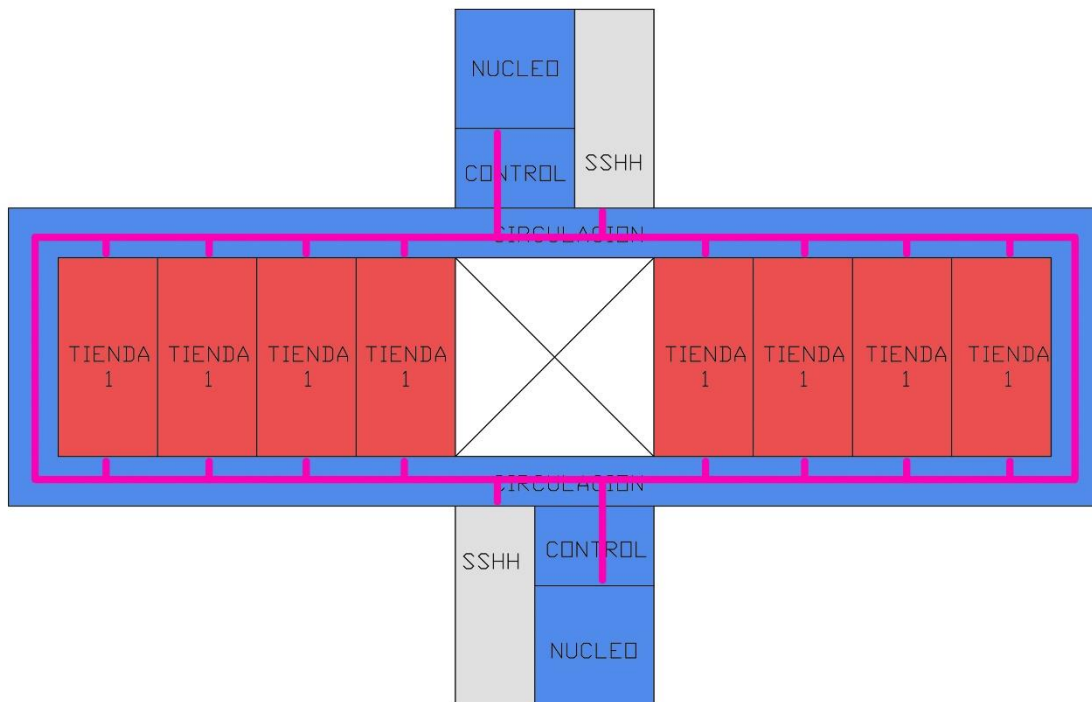 NUCLEO
SSHH
CONTROL
CIRCULACION
TIENDA
1
TIENDA
1
TIENDA
1
TIENDA
1
TIENDA
1
TIENDA
1
TIENDA
1
TIENDA
1
CIRCULACION
SSHH
CONTROL
NUCLEO